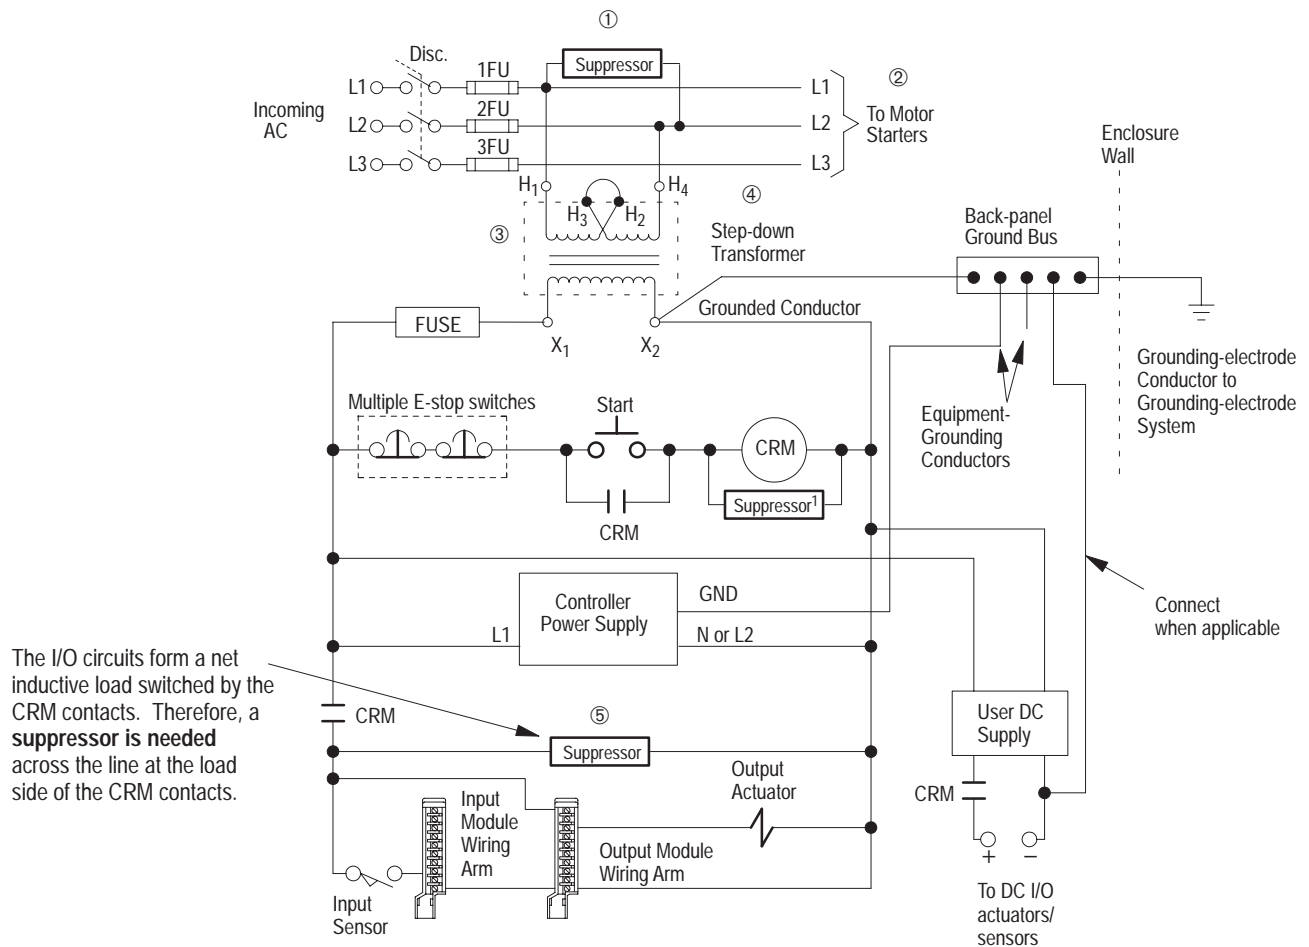 ①
Disc.
Suppressor
1FU
L1
L1
②
Incoming
AC
2FU
L2
L2
To Motor
Starters
3FU
L3
L3
Enclosure
Wall
H1
H4
H3
H2
③
④
Step-down
Transformer
Back-panel
Ground Bus
Grounded Conductor
FUSE
X1
X2
Grounding-electrode
Conductor to
Grounding-electrode
System
Equipment-
Grounding
Conductors
Multiple E-stop switches
Start
CRM
Suppressor1
CRM
Controller
Power Supply
GND
L1
N or L2
Connect
when applicable
The I/O circuits form a net
inductive load switched by the
CRM contacts. Therefore, a
suppressor is needed
across the line at the load
side of the CRM contacts.
CRM
⑤
Suppressor
User DC
Supply
Output
Actuator
CRM
Input
Module
Wiring
Arm
Output Module
Wiring Arm
+
–
Input
Sensor
To DC I/O
actuators/
sensors